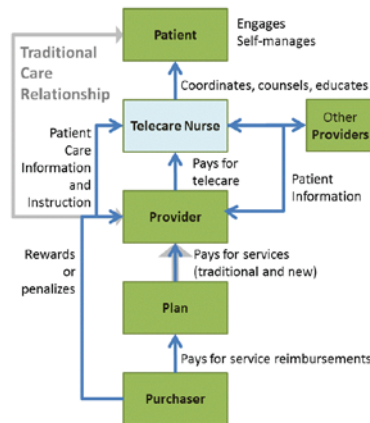 Patient
Engages
Self-manages
Traditional
Care
Relationship
Coordinates, counsels, educates
Telecare Nurse
Other
Providers
Patient
Care
Information
and
Instruction
Pays for
telecare
Patient
Information
Provider
Rewards
or
penalizes
Pays for services
(traditional and new)
Plan
Pays for service reimbursements
Purchaser